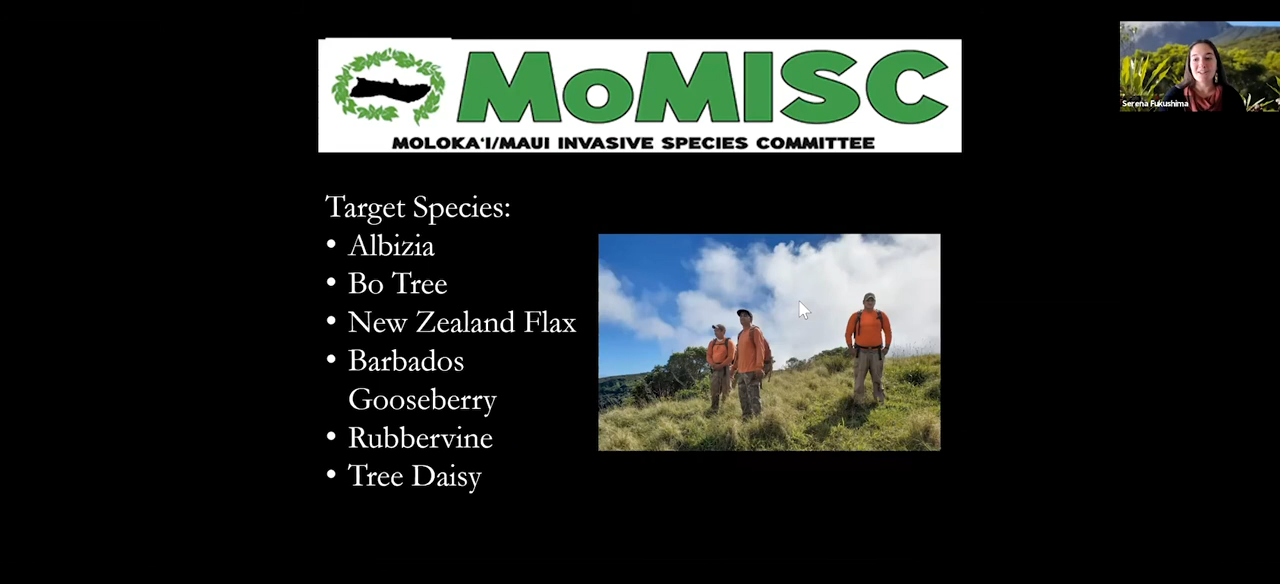 MoMISC
MOLOKAʻI/MAUI INVASIVE SPECIES COMMITTEE
Serena Fukushima
Target Species:
• Albizia
• Bo Tree
• New Zealand Flax
• Barbados
Gooseberry
• Rubbervine
• Tree Daisy